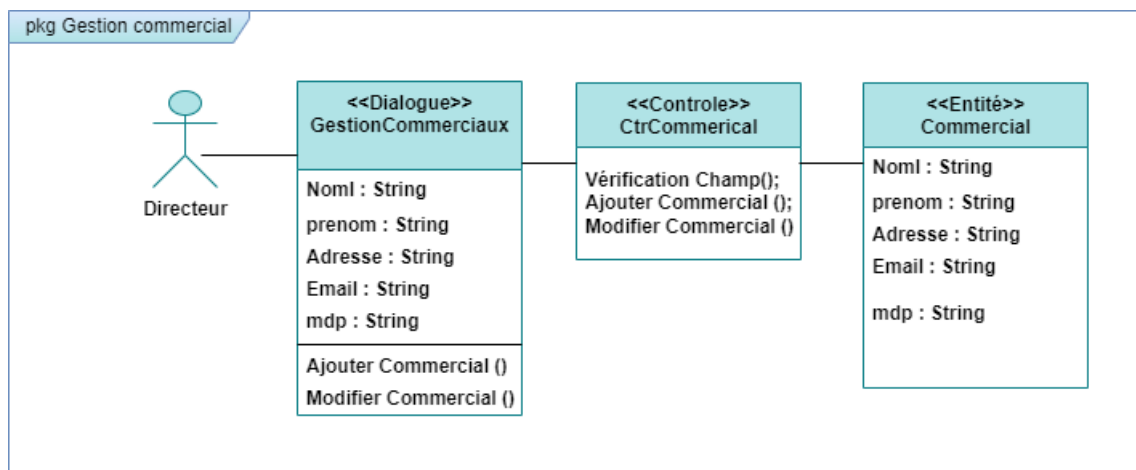 pkg Gestion commercial
Directeur
<<Dialogue>>
GestionCommerciaux
Noml : String
prenom : String
Adresse : String
Email : String
mdp : String
Ajouter Commercial ()
Modifier Commercial ()
<<Controle>>
CtrCommerical
Vérification Champ();
Ajouter Commercial ();
Modifier Commercial ()
<<Entité>>
Commercial
Noml : String
prenom : String
Adresse : String
Email : String
mdp : String